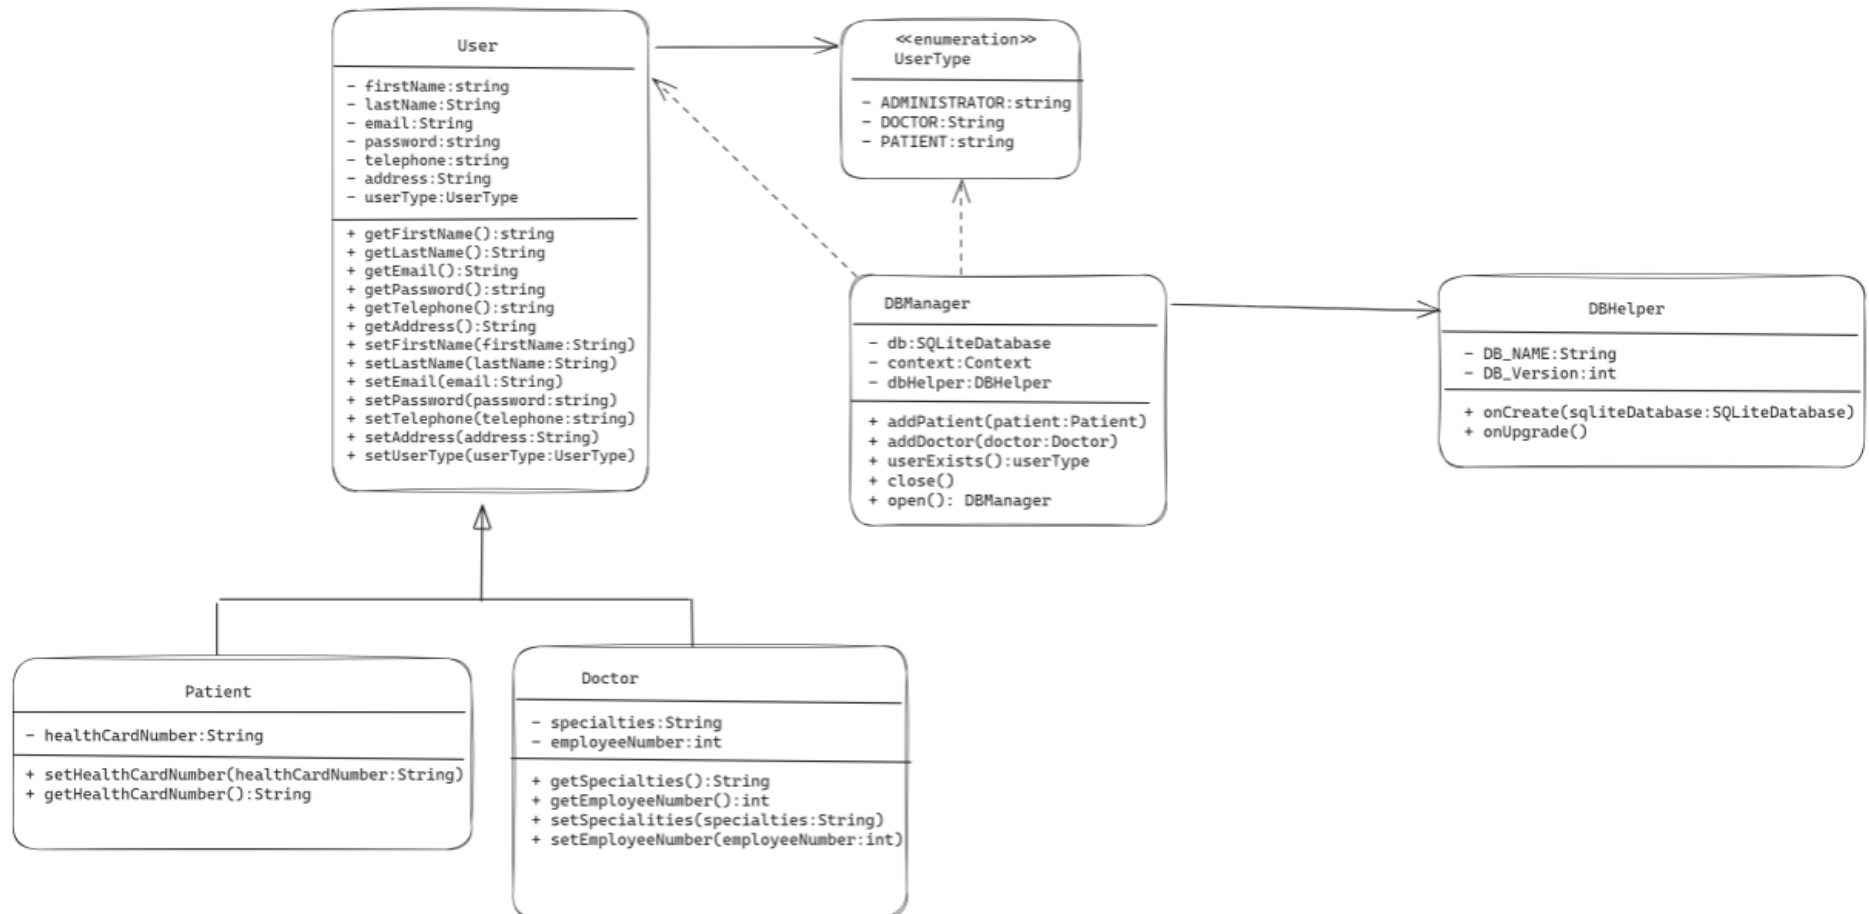 User
- firstName:string
- lastName:String
- email:String
- password:string
- telephone:string
- address:String
- userType:UserType
+ getFirstName():string
+ getLastName():String
+ getEmail():String
+ getPassword():string
+ getTelephone():string
+ getAddress():String
+ setFirstName(firstName:String)
+ setLastName(lastName:String)
+ setEmail(email:String)
+ setPassword(password:string)
+ setTelephone(telephone:string)
+ setAddress(address:String)
+ setUserType(userType:UserType)
<<enumeration>>
UserType
- ADMINISTRATOR:string
- DOCTOR:String
- PATIENT:string
DBManager
- db:SQLiteDatabase
- context:Context
- dbHelper:DBHelper
+ addPatient(patient:Patient)
+ addDoctor(doctor:Doctor)
+ userExists():userType
+ close()
+ open(): DBManager
DBHelper
- DB_NAME:String
- DB_Version:int
+ onCreate(sqliteDatabase:SQLiteDatabase)
+ onUpgrade()
Patient
- healthCardNumber:String
+ setHealthCardNumber(healthCardNumber:String)
+ getHealthCardNumber():String
Doctor
- specialties:String
- employeeNumber:int
+ getSpecialties():String
+ getEmployeeNumber():int
+ setSpecialities(specialties:String)
+ setEmployeeNumber(employeeNumber:int)